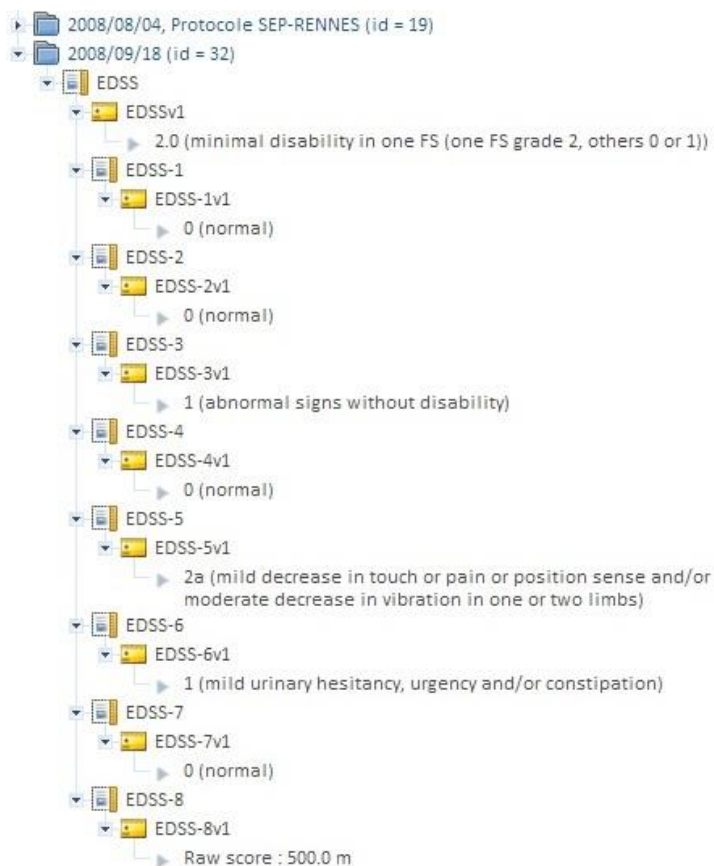 2008/08/04, Protocole SEP-RENNES (id = 19)
2008/09/18 (id = 32)
EDSS
EDSSv1
2.0 (minimal disability in one FS (one FS grade 2, others 0 or 1))
EDSS-1
EDSS-1v1
0 (normal)
EDSS-2
EDSS-2v1
0 (normal)
EDSS-3
EDSS-3v1
1 (abnormal signs without disability)
EDSS-4
EDSS-4v1
0 (normal)
EDSS-5
EDSS-5v1
2a (mild decrease in touch or pain or position sense and/or
moderate decrease in vibration in one or two limbs)
EDSS-6
EDSS-6v1
1 (mild urinary hesitancy, urgency and/or constipation)
EDSS-7
EDSS-7v1
0 (normal)
EDSS-8
EDSS-8v1
Raw score : 500.0 m